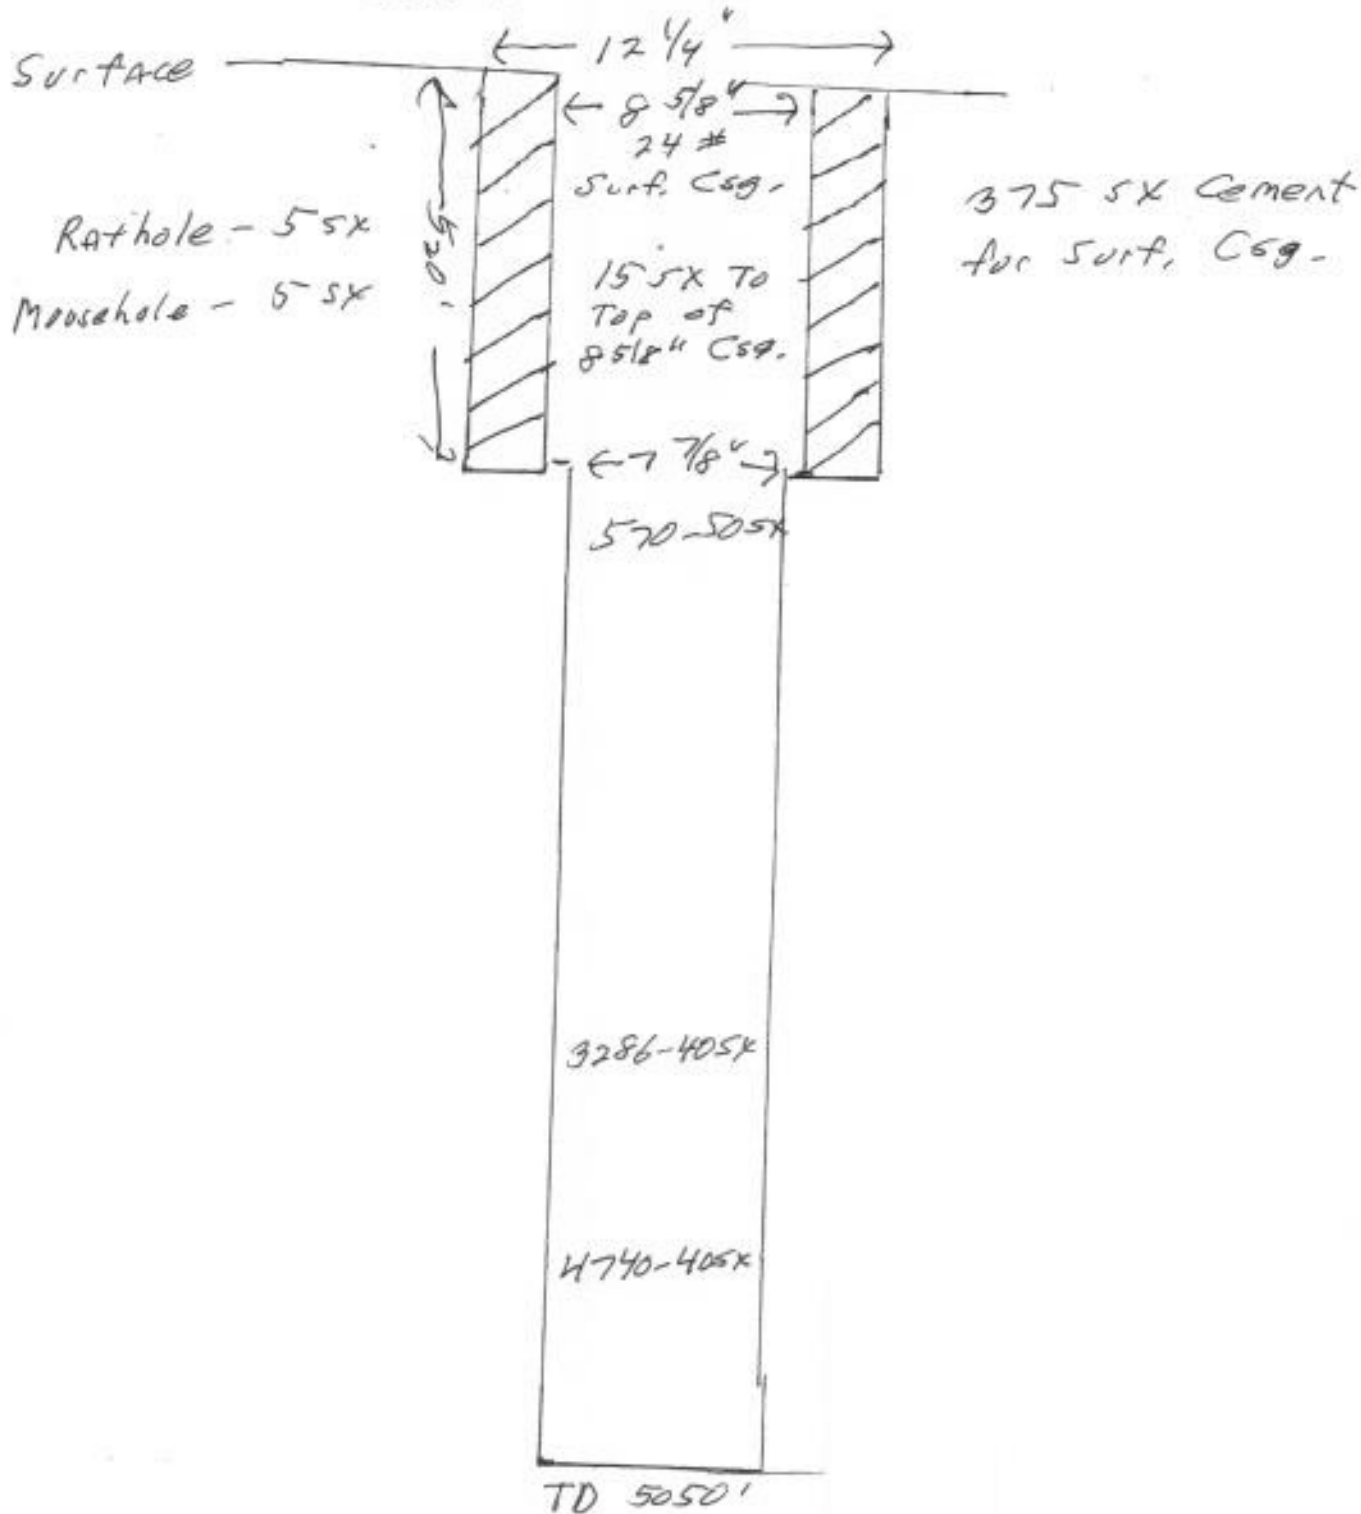 12 1/4"
Surface
8 5/8"
24 #
Surf. Csg.
520'
375 sx Cement
for Surf. Csg.
Rathole - 5 sx
Mousehole - 5 sx
15 sx To
Top of
8 5/8" Csg.
7 7/8"
570-50sx
3286-40sx
4740-40sx
TD 5050'